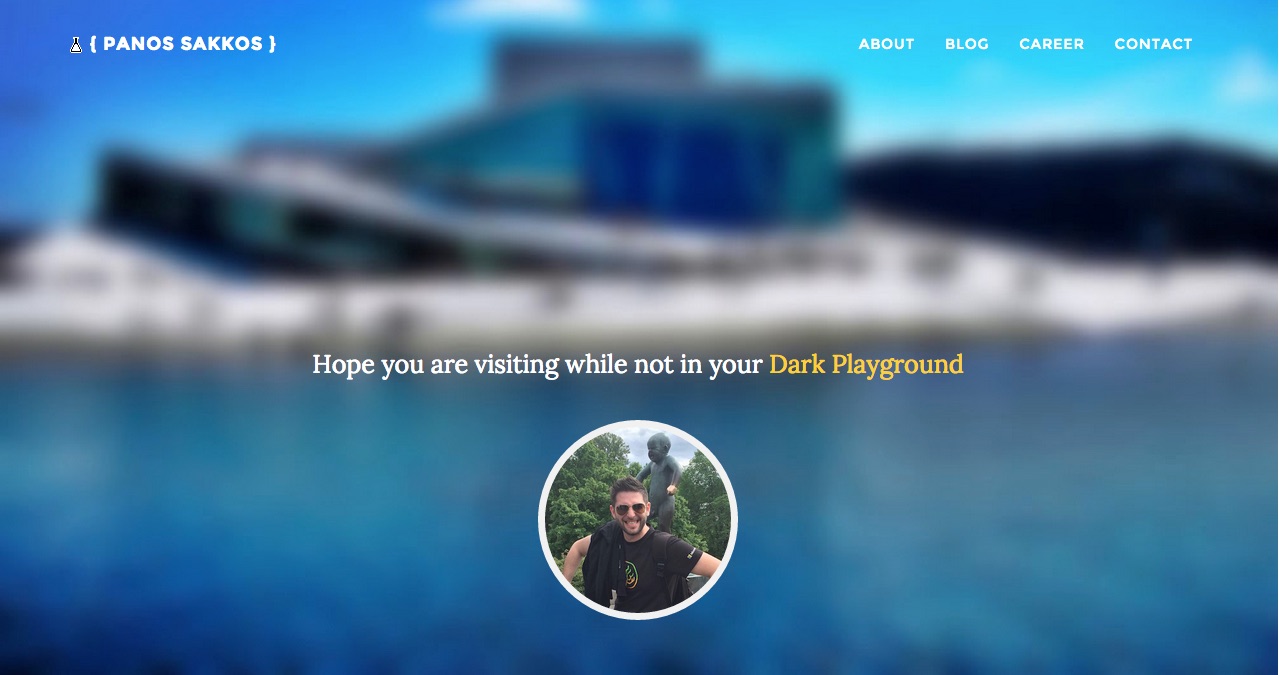 { PANOS SAKKOS }
ABOUT BLOG CAREER CONTACT
Hope you are visiting while not in your Dark Playground